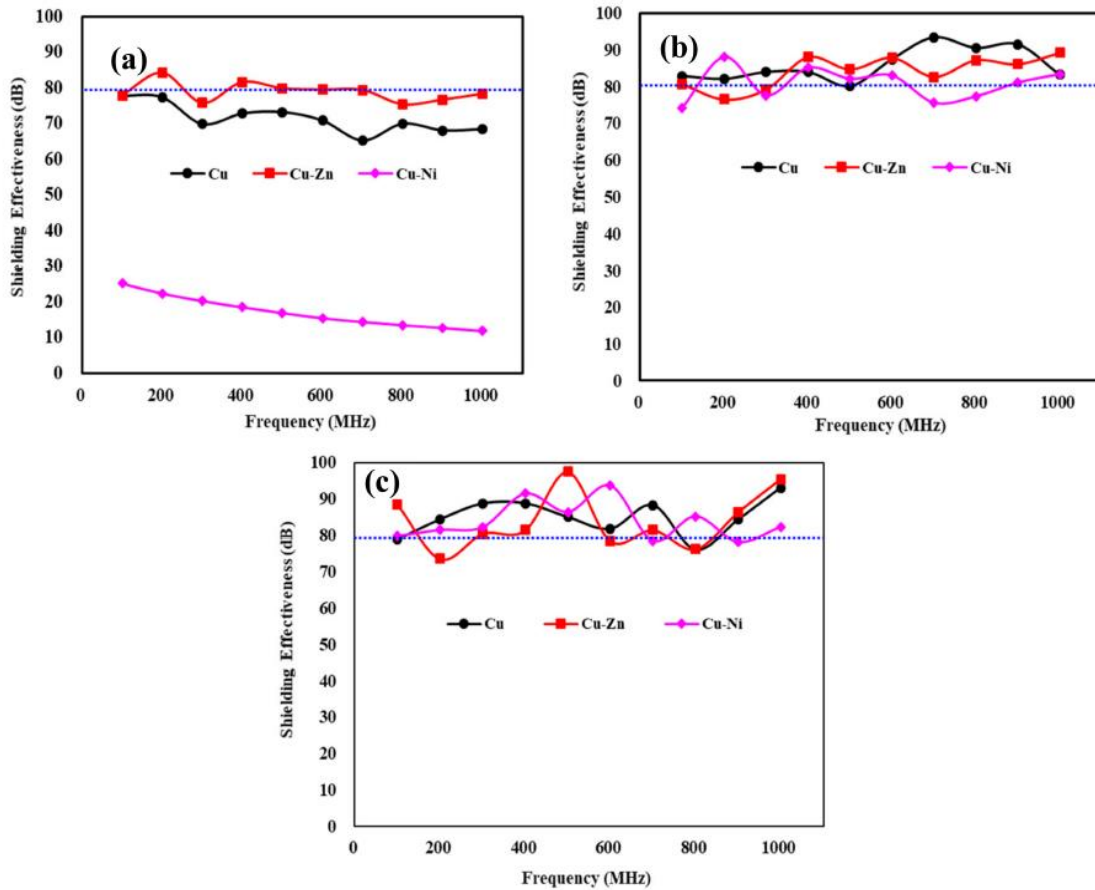 (a)
Shielding Effectiveness (dB)
100
90
80
70
60
50
40
30
20
10
0
Cu Cu-Zn Cu-Ni
0 200 400 600 800 1000
Frequency (MHz)
(b)
Shielding Effectiveness (dB)
100
90
80
70
60
50
40
30
20
10
0
Cu Cu-Zn Cu-Ni
0 200 400 600 800 1000
Frequency (MHz)
(c)
Shielding Effectiveness (dB)
100
90
80
70
60
50
40
30
20
10
0
Cu Cu-Zn Cu-Ni
200 400 600 800 1000
Frequency (MHz)